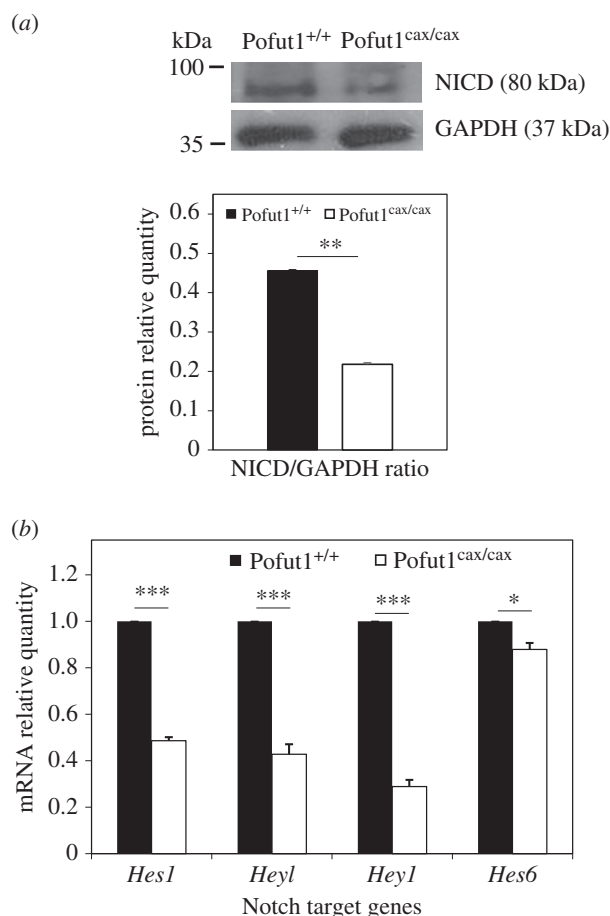 (a)
kDa Pofut1+/+ Pofut1cax/cax
100
NICD (80 kDa)
GAPDH (37 kDa)
35
protein relative quantity
0.6
0.5
0.4
0.3
0.2
0.1
0
Pofut1+/+ Pofut1cax/cax
**
NICD/GAPDH ratio
(b)
mRNA relative quantity
1.2
1.0
0.8
0.6
0.4
0.2
0
Pofut1+/+ Pofut1cax/cax
*** *** *** *
Hes1 Heyl Hey1 Hes6
Notch target genes